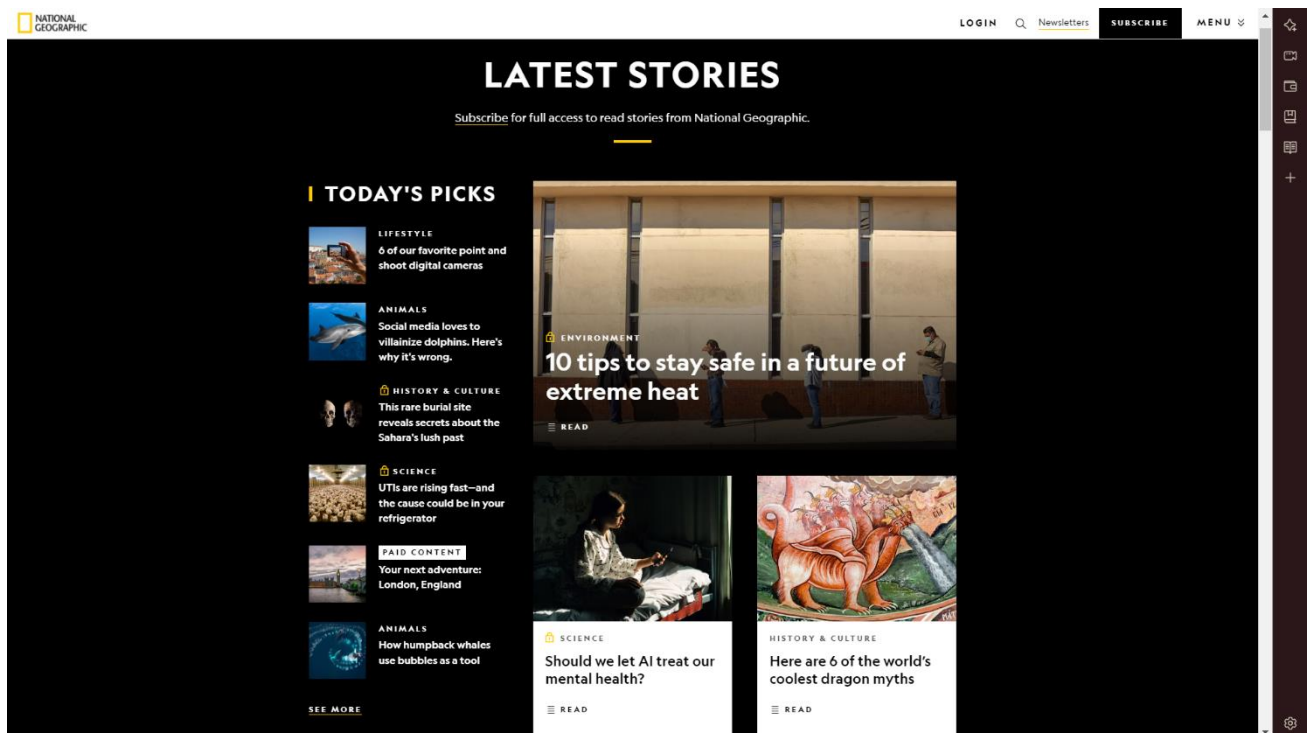 NATIONAL
GEOGRAPHIC
LOGIN
Newsletters
SUBSCRIBE
MENU
LATEST STORIES
Subscribe for full access to read stories from National Geographic.
TODAY'S PICKS
LIFESTYLE
6 of our favorite point and
shoot digital cameras
ANIMALS
Social media loves to
villainize dolphins. Here's
why it's wrong.
HISTORY & CULTURE
This rare burial site
reveals secrets about the
Sahara's lush past
SCIENCE
UTIs are rising fast—and
the cause could be in your
refrigerator
PAID CONTENT
Your next adventure:
London, England
ANIMALS
How humpback whales
use bubbles as a tool
SEE MORE
ENVIRONMENT
10 tips to stay safe in a future of
extreme heat
READ
SCIENCE
Should we let AI treat our
mental health?
READ
HISTORY & CULTURE
Here are 6 of the world's
coolest dragon myths
READ